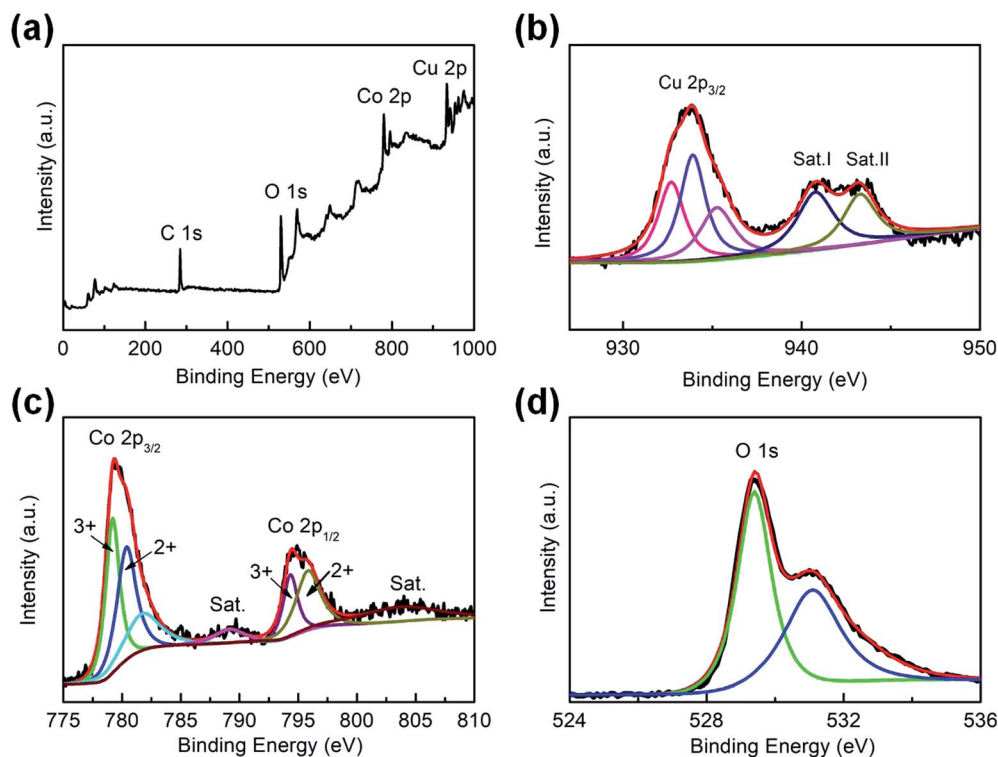 (a)
Intensity (a.u.)
C 1s
O 1s
Co 2p
Cu 2p
0 200 400 600 800 1000
Binding Energy (eV)
(b)
Intensity (a.u.)
Cu 2p3/2
Sat.I Sat.II
930 940 950
Binding Energy (eV)
(c)
Intensity (a.u.)
Co 2p3/2
3+
2+
Sat.
Co 2p1/2
3+
2+
Sat.
775 780 785 790 795 800 805 810
Binding Energy (eV)
(d)
Intensity (a.u.)
O 1s
524 528 532 536
Binding Energy (eV)